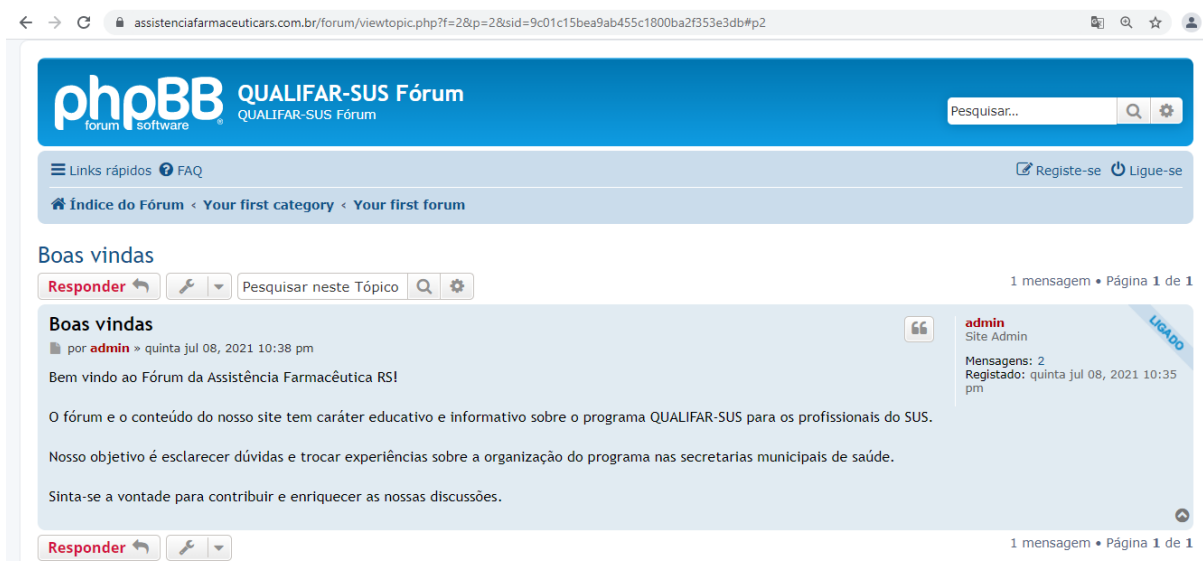 assistenciafarmaceuticars.com.br/forum/viewtopic.php?f=2&p=2&sid=9c01c15bea9ab455c1800ba2f353e3db#p2
phpBB
forum software
QUALIFAR-SUS Fórum
QUALIFAR-SUS Fórum
Pesquisar...
Links rápidos FAQ
Registe-se Ligue-se
Índice do Fórum ‹ Your first category ‹ Your first forum
Boas vindas
Responder Pesquisar neste Tópico
1 mensagem • Página 1 de 1
Boas vindas
por admin » quinta jul 08, 2021 10:38 pm
Bem vindo ao Fórum da Assistência Farmacêutica RS!
O fórum e o conteúdo do nosso site tem caráter educativo e informativo sobre o programa QUALIFAR-SUS para os profissionais do SUS.
Nosso objetivo é esclarecer dúvidas e trocar experiências sobre a organização do programa nas secretarias municipais de saúde.
Sinta-se a vontade para contribuir e enriquecer as nossas discussões.
admin
Site Admin
LIGADO
Mensagens: 2
Registado: quinta jul 08, 2021 10:35
pm
Responder
1 mensagem • Página 1 de 1